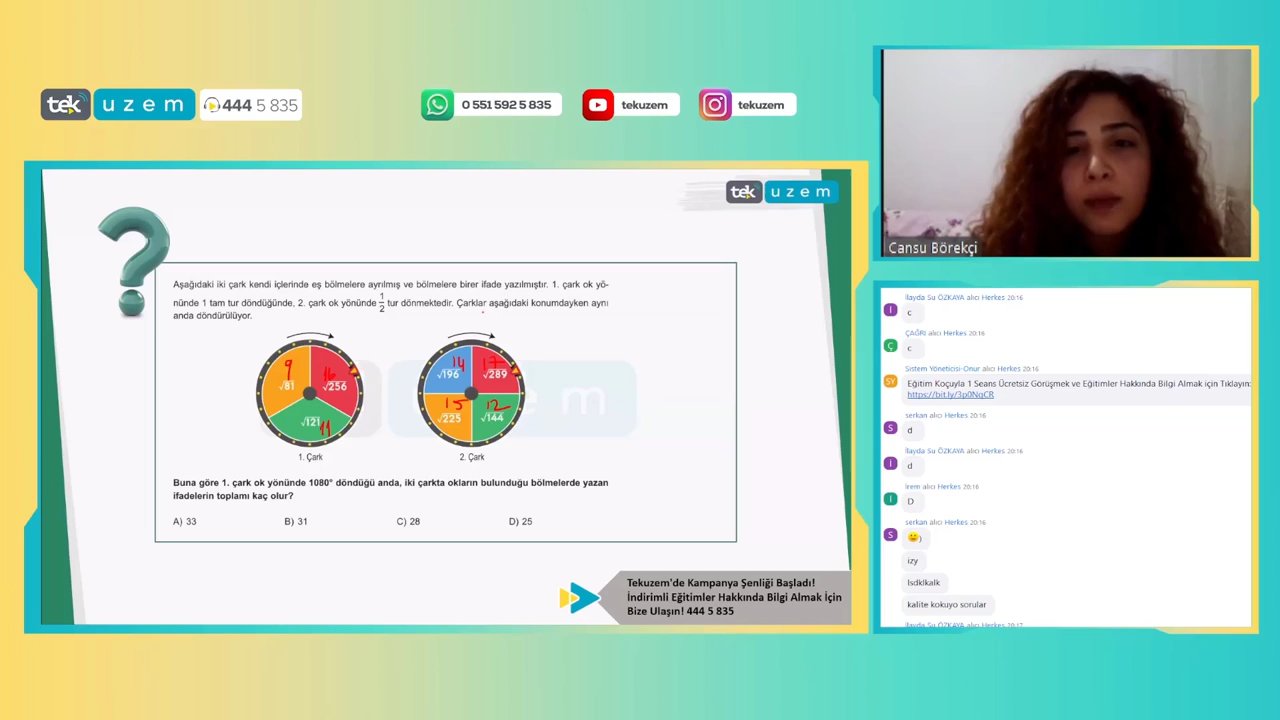 tek uzem 444 5 835
0 551 592 5 835
tekuzem
tekuzem
tek uzem
Aşağıdaki iki çark kendi içlerinde eş bölmelere ayrılmış ve bölmelere birer ifade yazılmıştır. 1. çark ok yö-
nünde 1 tam tur döndüğünde, 2. çark ok yönünde 1/2 tur dönmektedir. Çarklar aşağıdaki konumdayken aynı
anda döndürülüyor.
9
√81
16
√256
√121
11
1. Çark
14
√196
17
√289
15
√225
12
√144
2. Çark
Buna göre 1. çark ok yönünde 1080° döndüğü anda, iki çarkta okların bulunduğu bölmelerde yazan
ifadelerin toplamı kaç olur?
A) 33 B) 31 C) 28 D) 25
Tekuzem'de Kampanya Şenliği Başladı!
İndirimli Eğitimler Hakkında Bilgi Almak İçin
Bize Ulaşın! 444 5 835
Cansu Börekçi
İlayda Su ÖZKAYA alıcı Herkes 20:16
I
c
ÇAĞRI alıcı Herkes 20:16
Ç
c
Sistem Yöneticisi-Onur alıcı Herkes 20:16
SY
Eğitim Koçuyla 1 Seans Ücretsiz Görüşmek ve Eğitimler Hakkında Bilgi Almak için Tıklayın:
https://bit.ly/3p0NqCR
serkan alıcı Herkes 20:16
S
d
İlayda Su ÖZKAYA alıcı Herkes 20:16
I
d
İrem alıcı Herkes 20:16
İ
D
serkan alıcı Herkes 20:16
S
)
izy
lsdklkalk
kalite kokuyo sorular
İlayda Su ÖZKAYA alıcı Herkes 20:17